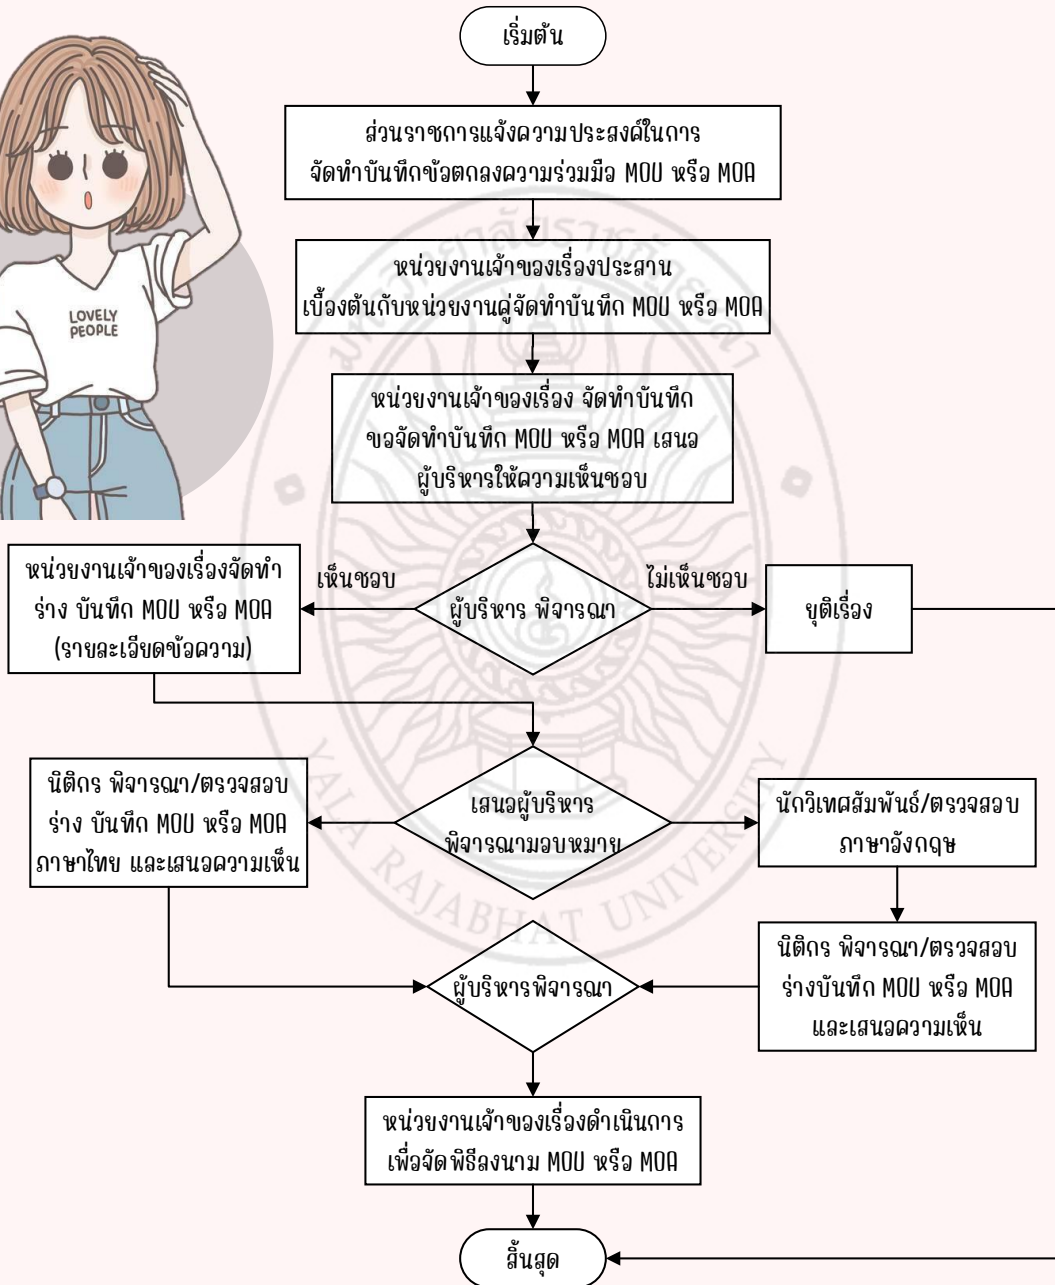 เริ่มต้น
ส่วนราชการแจ้งความประสงค์ในการ
จัดทำบันทึกข้อตกลงความร่วมมือ MOU หรือ MOA
LOVELY
PEOPLE
มหาวิทยาลัยราชภัฏยะลา
หน่วยงานเจ้าของเรื่องประสาน
เบื้องต้นกับหน่วยงานคู่จัดทำบันทึก MOU หรือ MOA
หน่วยงานเจ้าของเรื่อง จัดทำบันทึก
ขอจัดทำบันทึก MOU หรือ MOA เสนอ
ผู้บริหารให้ความเห็นชอบ
หน่วยงานเจ้าของเรื่องจัดทำ
ร่าง บันทึก MOU หรือ MOA
(รายละเอียดข้อความ)
เห็นชอบ
ผู้บริหาร พิจารณา
ไม่เห็นชอบ
ยุติเรื่อง
นิติกร พิจารณา/ตรวจสอบ
ร่าง บันทึก MOU หรือ MOA
ภาษาไทย และเสนอความเห็น
เสนอผู้บริหาร
พิจารณามอบหมาย
นักวิเทศสัมพันธ์/ตรวจสอบ
ภาษาอังกฤษ
YALA RAJABHAT UNIVERSITY
ผู้บริหารพิจารณา
นิติกร พิจารณา/ตรวจสอบ
ร่างบันทึก MOU หรือ MOA
และเสนอความเห็น
หน่วยงานเจ้าของเรื่องดำเนินการ
เพื่อจัดพิธีลงนาม MOU หรือ MOA
สิ้นสุด